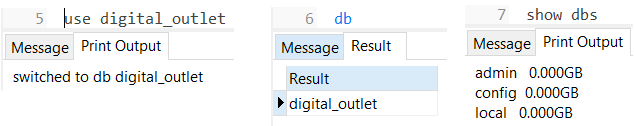 5 use digital_outlet
Message Print Output
switched to db digital_outlet
6 db
Message Result
Result
digital_outlet
7 show dbs
Message Print Output
admin 0.000GB
config 0.000GB
local 0.000GB